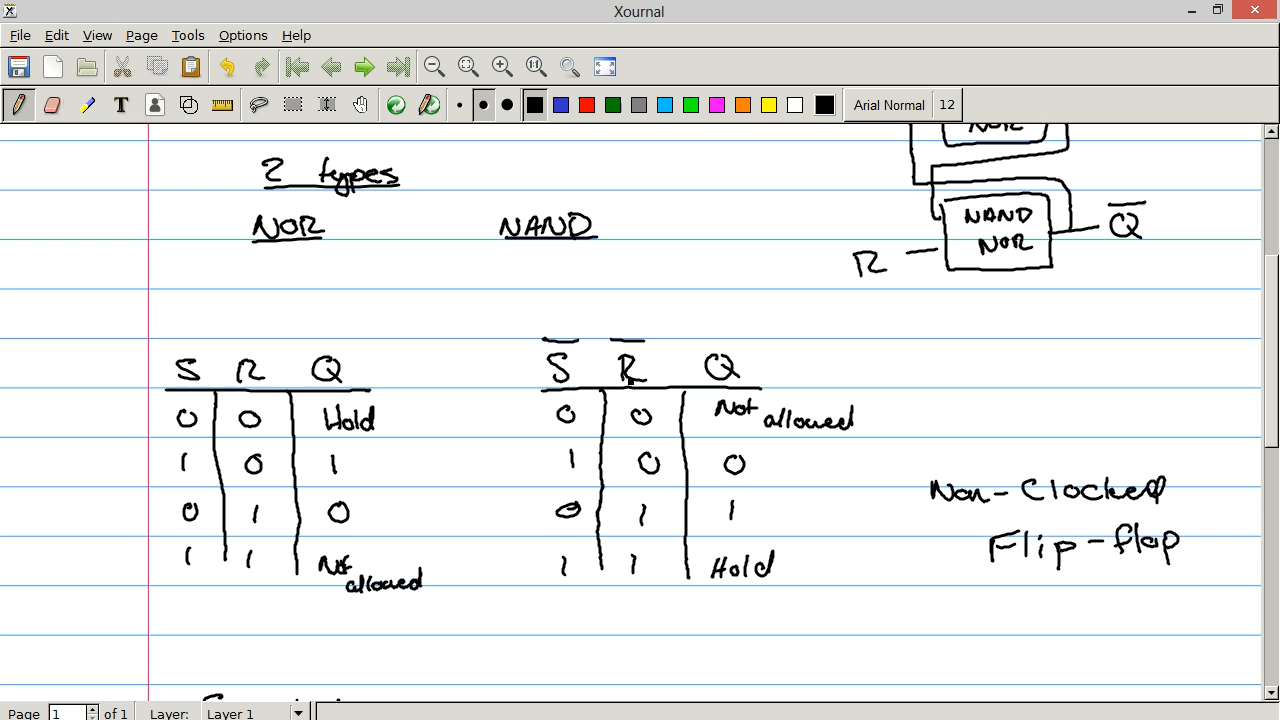 Xournal
File Edit View Page Tools Options Help
Arial Normal 12
2 types
NOR NAND
NOR
NAND
NOR
Q
R
S R Q
0 0 Hold
1 0 1
0 1 0
1 1 Not
allowed
S R Q
0 0 Not
allowed
1 0 0
0 1 1
1 1 Hold
Non-Clocked
Flip-flop
Page 1 of 1 Layer: Layer 1